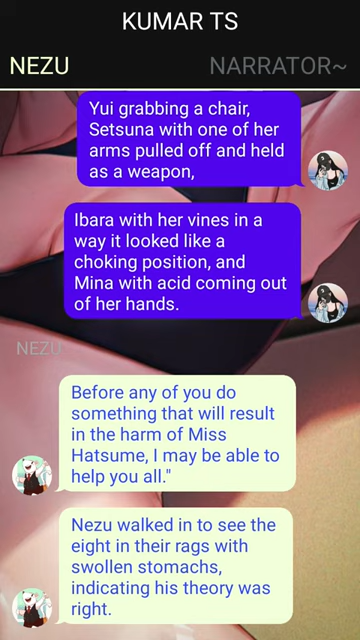 KUMAR TS
NEZU
NARRATOR~
Yui grabbing a chair,
Setsuna with one of her
arms pulled off and held
as a weapon,
Ibara with her vines in a
way it looked like a
choking position, and
Mina with acid coming out
of her hands.
NEZU
Before any of you do
something that will result
in the harm of Miss
Hatsume, I may be able to
help you all."
Nezu walked in to see the
eight in their rags with
swollen stomachs,
indicating his theory was
right.